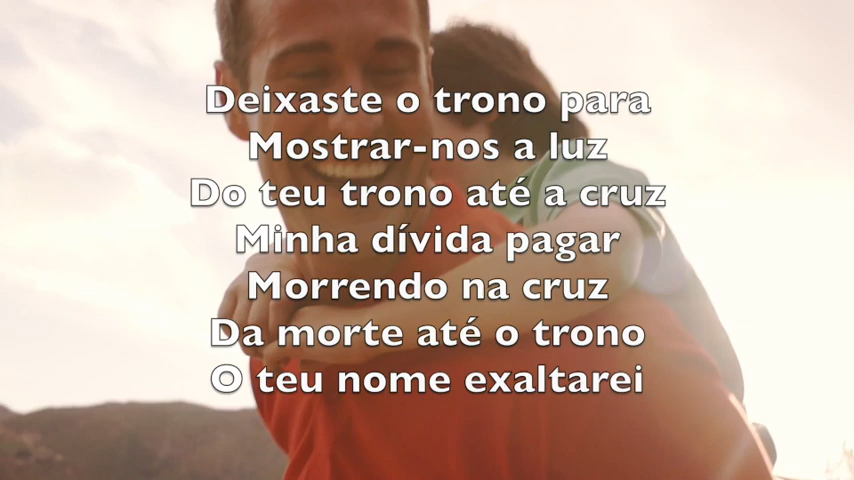 Deixaste o trono para
Mostrar-nos a luz
Do teu trono até a cruz
Minha dívida pagar
Morrendo na cruz
Da morte até o trono
O teu nome exaltarei